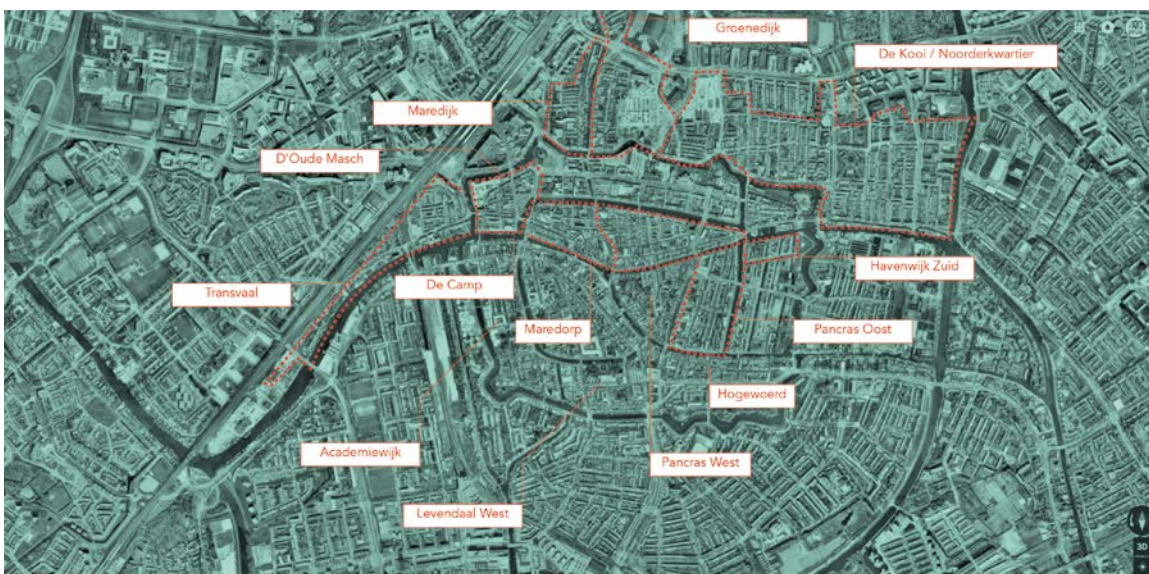 Groenedijk
De Kooi / Noorderkwartier
Maredijk
D'Oude Masch
Havenwijk Zuid
Transvaal
De Camp
Maredorp
Pancras Oost
Hogewoerd
Academiewijk
Pancras West
Levendaal West
3D